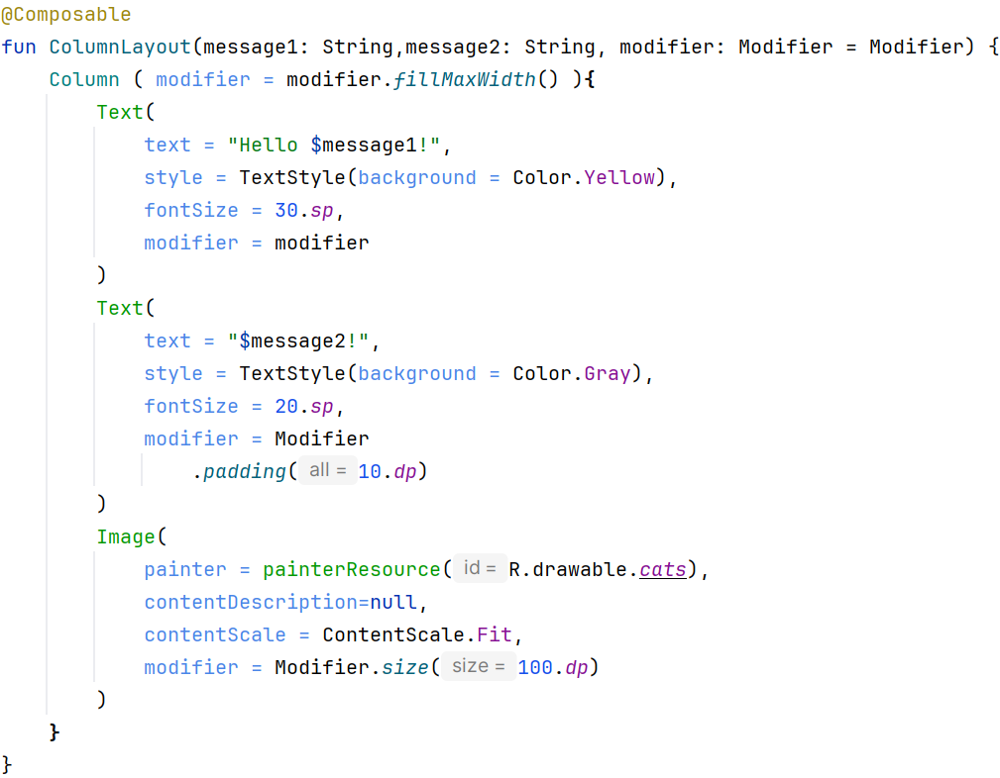 @Composable
fun ColumnLayout(message1: String,message2: String, modifier: Modifier = Modifier) {
    Column ( modifier = modifier.fillMaxWidth() ){
        Text(
            text = "Hello $message1!",
            style = TextStyle(background = Color.Yellow),
            fontSize = 30.sp,
            modifier = modifier
        )
        Text(
            text = "$message2!",
            style = TextStyle(background = Color.Gray),
            fontSize = 20.sp,
            modifier = Modifier
                .padding( all = 10.dp)
        )
        Image(
            painter = painterResource( id = R.drawable.cats),
            contentDescription=null,
            contentScale = ContentScale.Fit,
            modifier = Modifier.size( size = 100.dp)
        )
    }
}